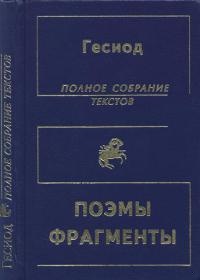 Гесиод
ПОЛНОЕ СОБРАНИЕ
ТЕКСТОВ
ПОЭМЫ
ФРАГМЕНТЫ
ГЕСИОД ПОЛНОЕ СОБРАНИЕ ТЕКСТОВ